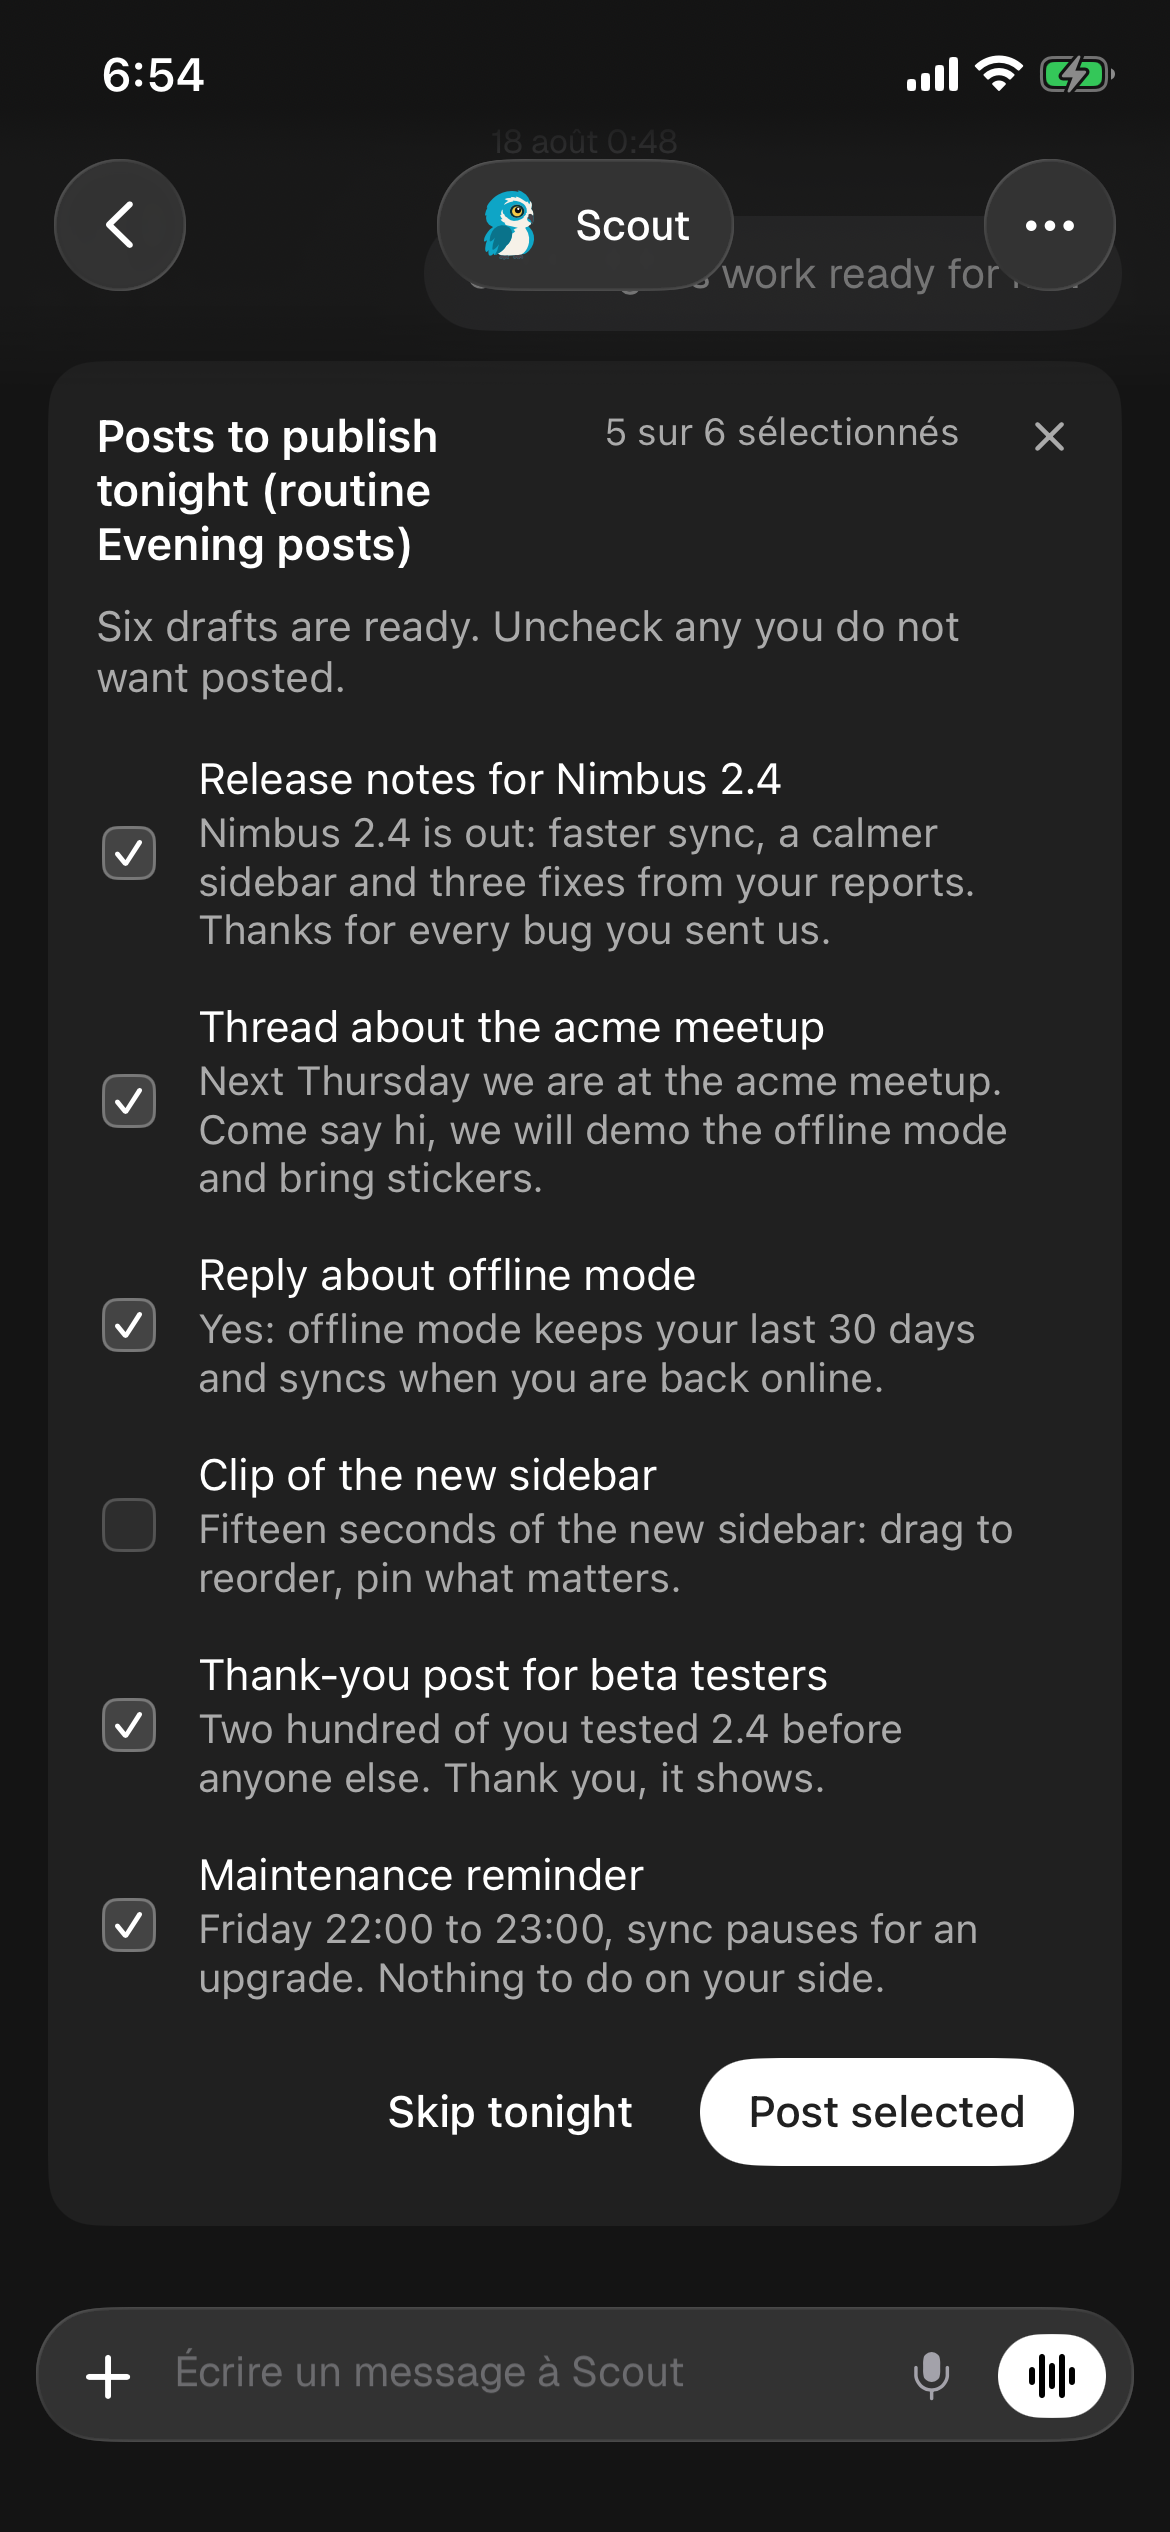 6:54
18 août 0:48
Scout
work ready for
Posts to publish
tonight (routine
Evening posts)
5 sur 6 sélectionnés
Six drafts are ready. Uncheck any you do not
want posted.
Release notes for Nimbus 2.4
Nimbus 2.4 is out: faster sync, a calmer
sidebar and three fixes from your reports.
Thanks for every bug you sent us.
Thread about the acme meetup
Next Thursday we are at the acme meetup.
Come say hi, we will demo the offline mode
and bring stickers.
Reply about offline mode
Yes: offline mode keeps your last 30 days
and syncs when you are back online.
Clip of the new sidebar
Fifteen seconds of the new sidebar: drag to
reorder, pin what matters.
Thank-you post for beta testers
Two hundred of you tested 2.4 before
anyone else. Thank you, it shows.
Maintenance reminder
Friday 22:00 to 23:00, sync pauses for an
upgrade. Nothing to do on your side.
Skip tonight
Post selected
Écrire un message à Scout